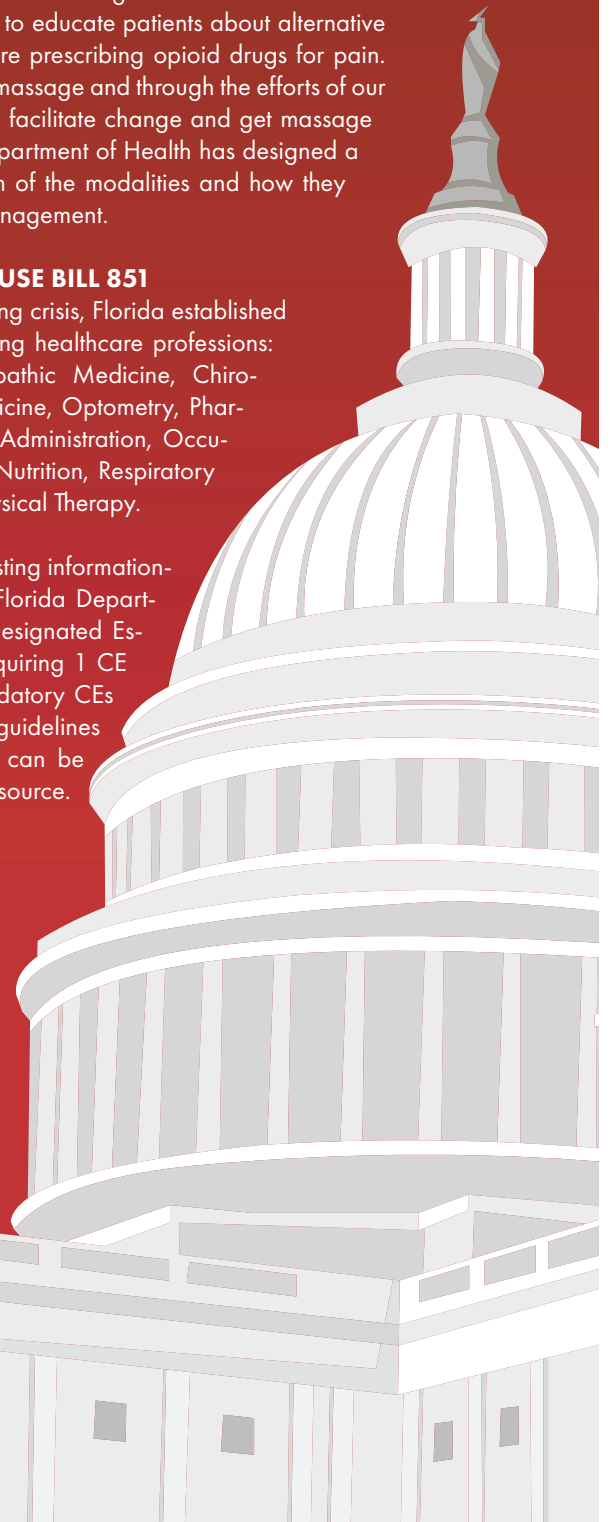 to educate patients about alternative
re prescribing opioid drugs for pain.
massage and through the efforts of our
facilitate change and get massage
partment of Health has designed a
n of the modalities and how they
nagement.
USE BILL 851
ng crisis, Florida established
ng healthcare professions:
pathic Medicine, Chiro-
icine, Optometry, Phar-
Administration, Occu-
Nutrition, Respiratory
ysical Therapy.
sting information-
Florida Depart-
esignated Es-
quiring 1 CE
datory CEs
guidelines
can be
source.